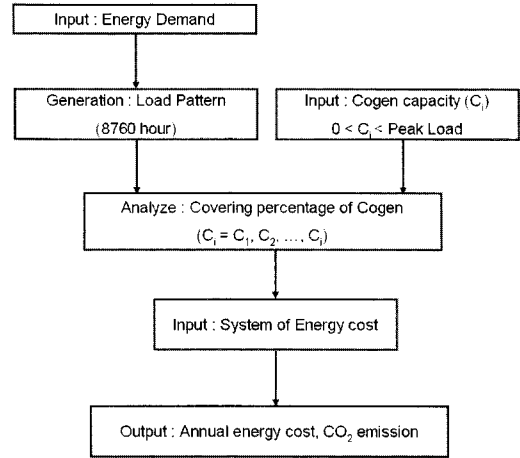 Input : Energy Demand
Generation : Load Pattern
(8760 hour)
Input : Cogen capacity (Cᵢ)
0 < Cᵢ < Peak Load
Analyze : Covering percentage of Cogen
(Cᵢ = C₁, C₂, ..., Cᵢ)
Input : System of Energy cost
Output : Annual energy cost, CO₂ emission